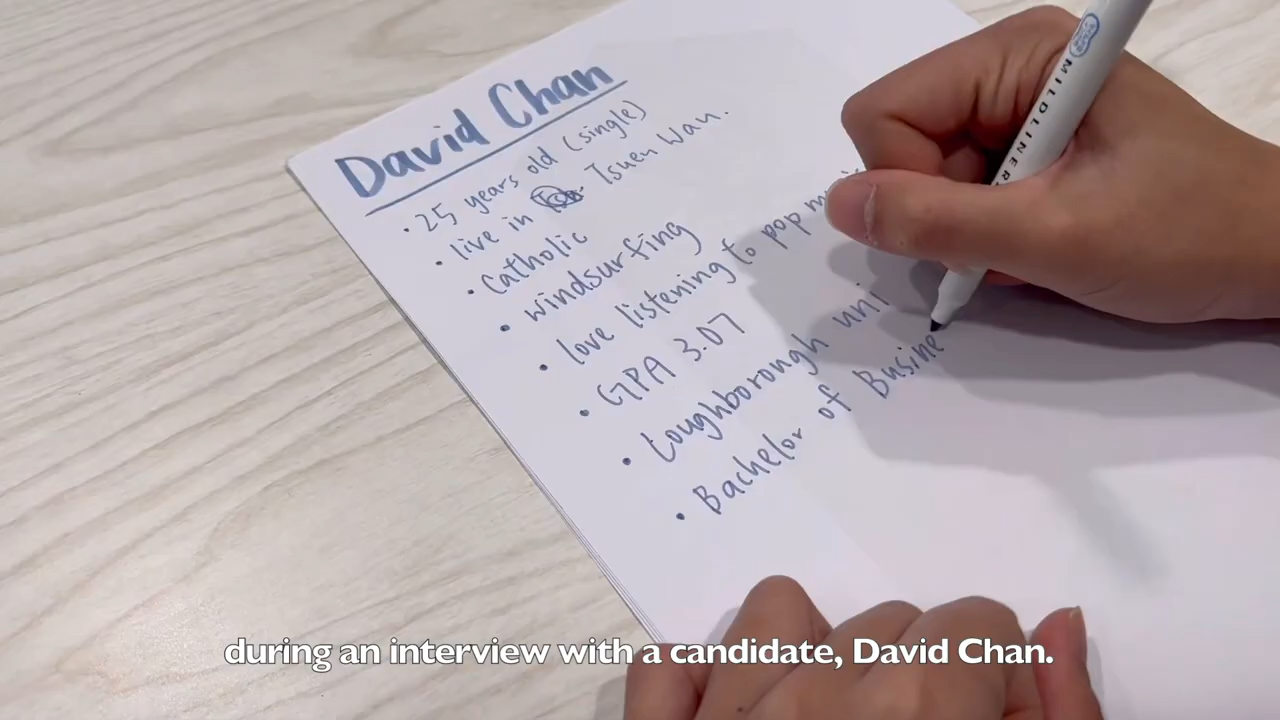 David Chan
• 25 years old (single)
• live in Tsuen Wan.
• Catholic
• windsurfing
• love listening to pop
• GPA 3.07
• Loughborough uni
• Bachelor of Busine
MILDLINER
during an interview with a candidate, David Chan.